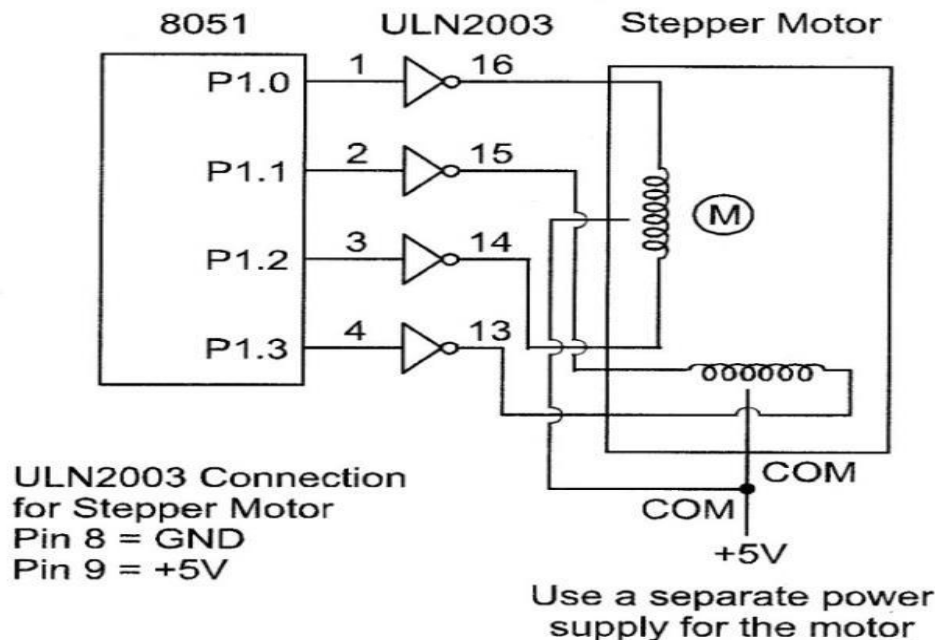 8051 ULN2003 Stepper Motor
P1.0 1 16
P1.1 2 15
M
P1.2 3 14
P1.3 4 13
COM
COM
+5V
ULN2003 Connection
for Stepper Motor
Pin 8 = GND
Pin 9 = +5V
Use a separate power
supply for the motor